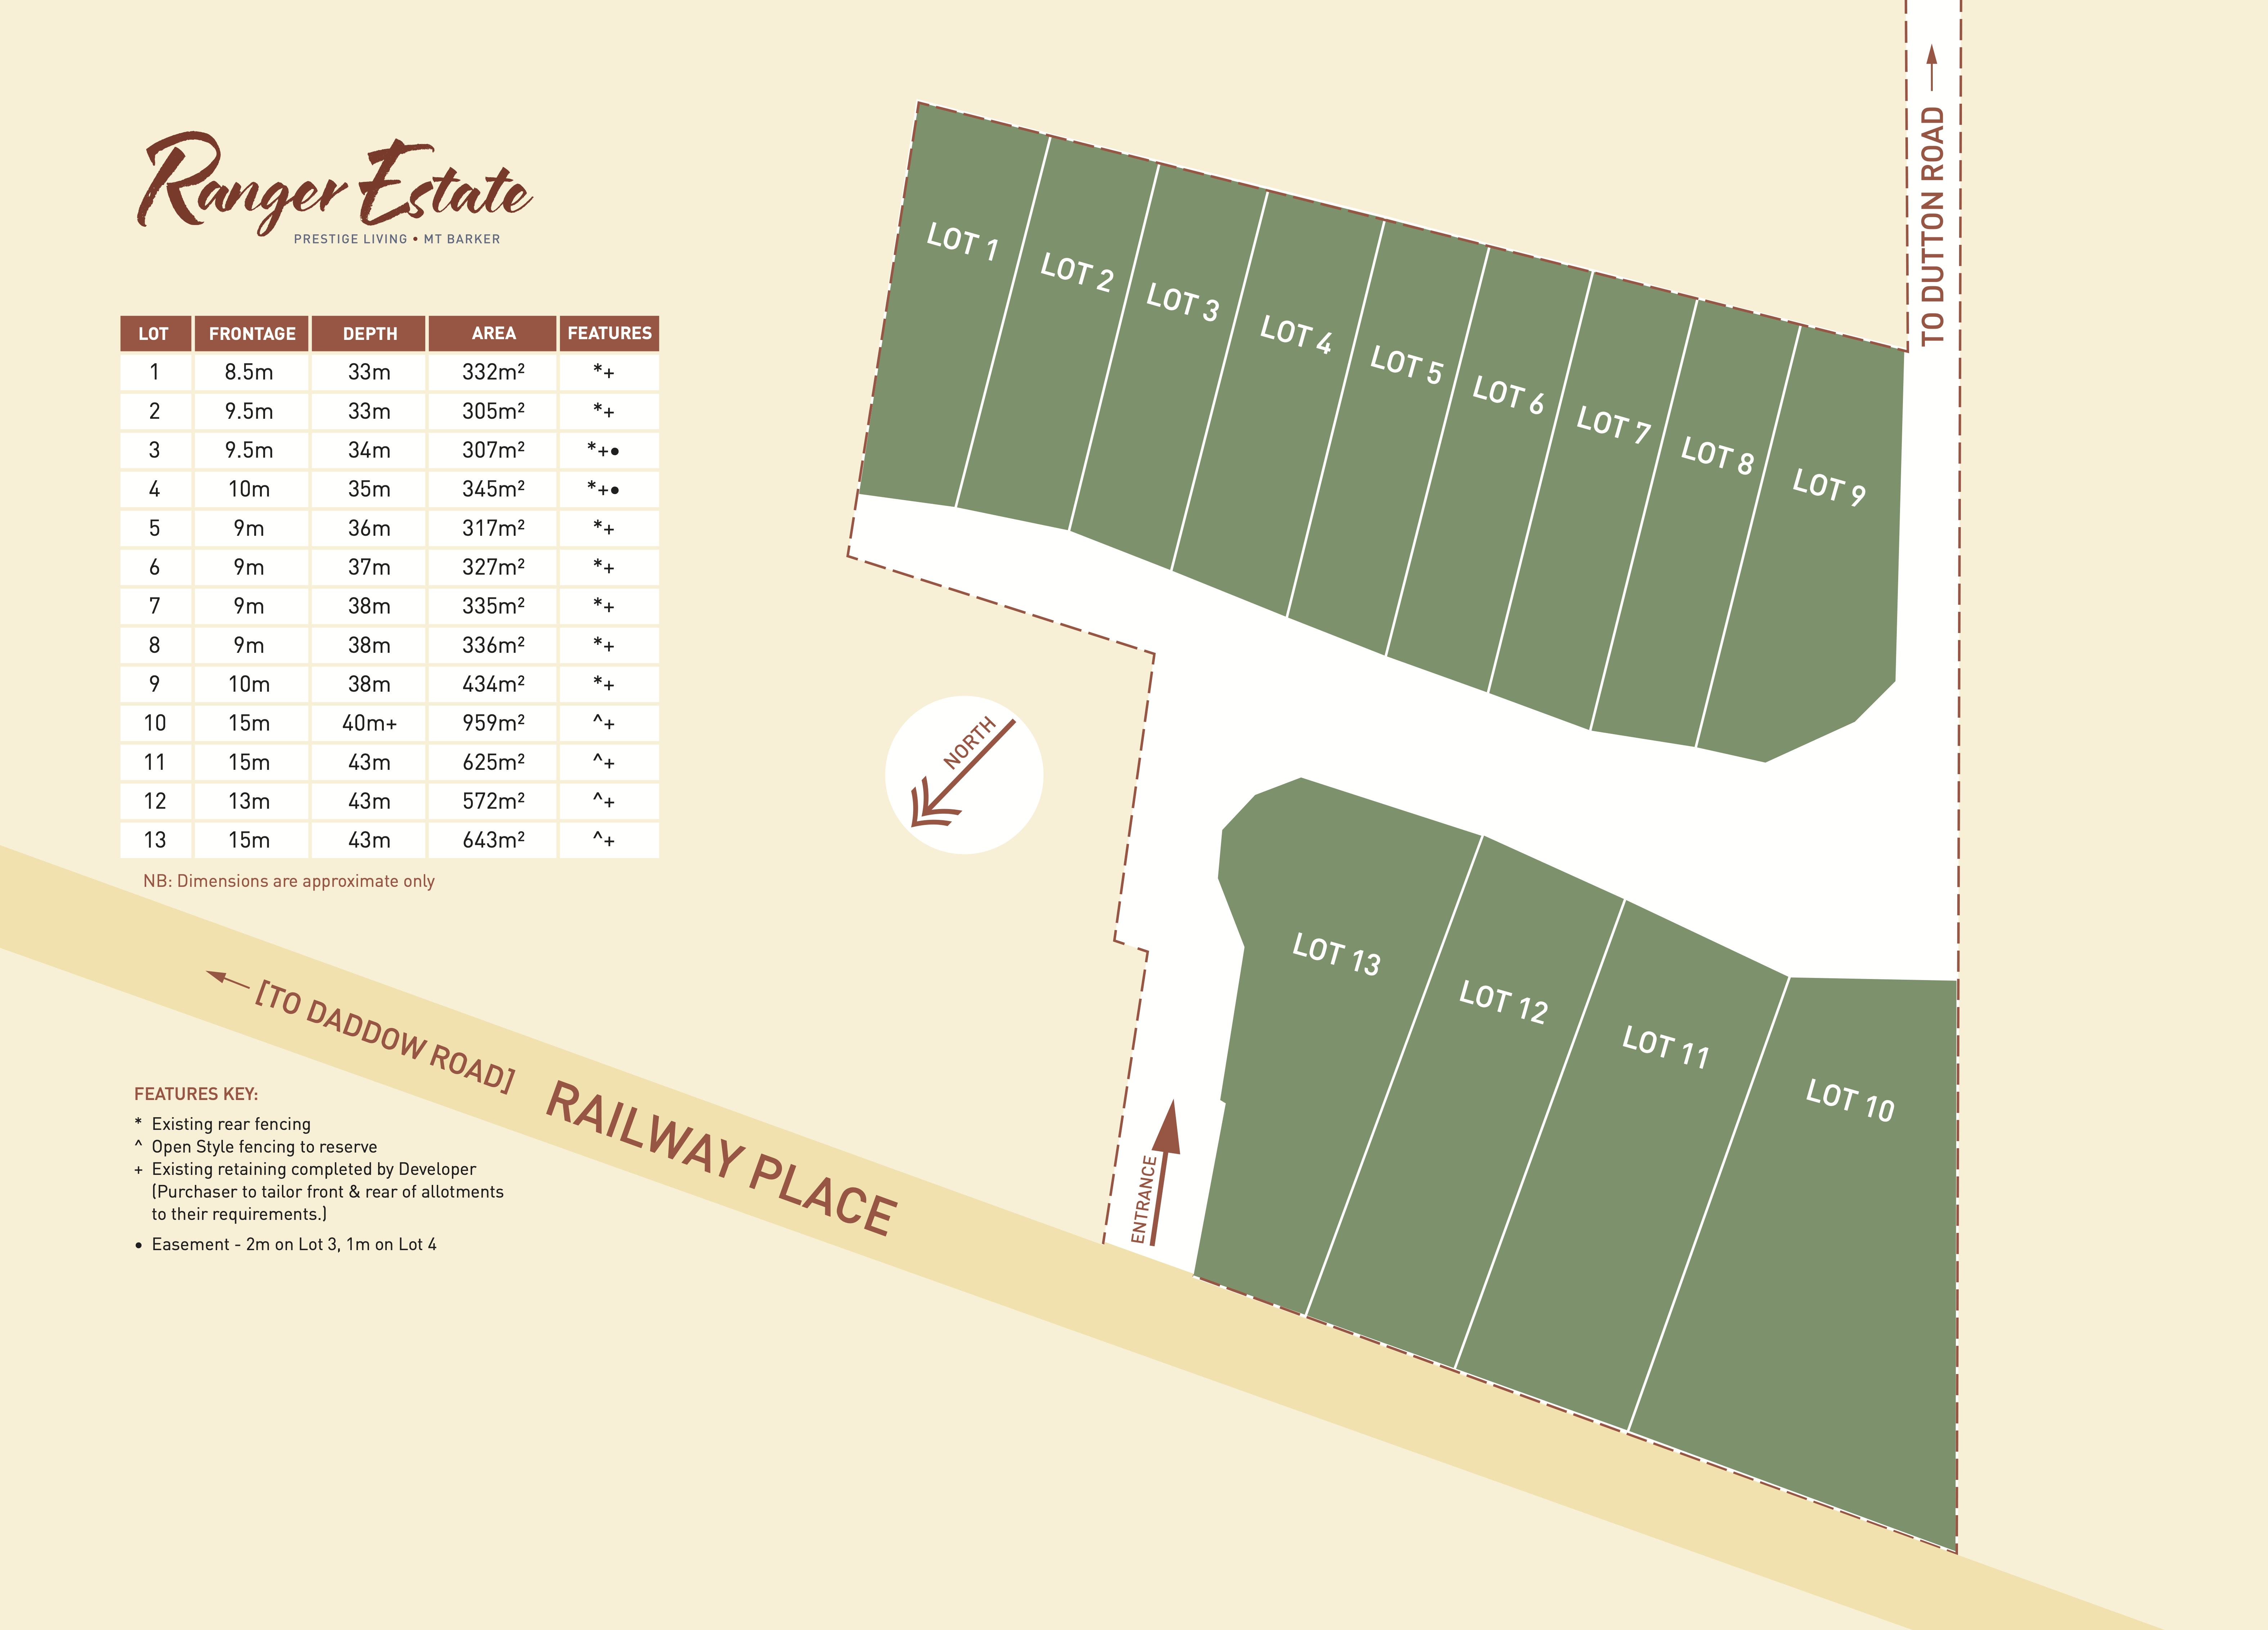 Ranger Estate
PRESTIGE LIVING • MT BARKER
LOT FRONTAGE DEPTH AREA FEATURES
1 8.5m 33m 332m² *+
2 9.5m 33m 305m² *+
3 9.5m 34m 307m² *+•
4 10m 35m 345m² *+•
5 9m 36m 317m² *+
6 9m 37m 327m² *+
7 9m 38m 335m² *+
8 9m 38m 336m² *+
9 10m 38m 434m² *+
10 15m 40m+ 959m² ^+
11 15m 43m 625m² ^+
12 13m 43m 572m² ^+
13 15m 43m 643m² ^+
NB: Dimensions are approximate only
[TO DADDOW ROAD]
RAILWAY PLACE
FEATURES KEY:
* Existing rear fencing
^ Open Style fencing to reserve
+ Existing retaining completed by Developer
(Purchaser to tailor front & rear of allotments
to their requirements.)
• Easement - 2m on Lot 3, 1m on Lot 4
LOT 1
LOT 2
LOT 3
LOT 4
LOT 5
LOT 6
LOT 7
LOT 8
LOT 9
TO DUTTON ROAD
NORTH
LOT 13
LOT 12
LOT 11
LOT 10
ENTRANCE